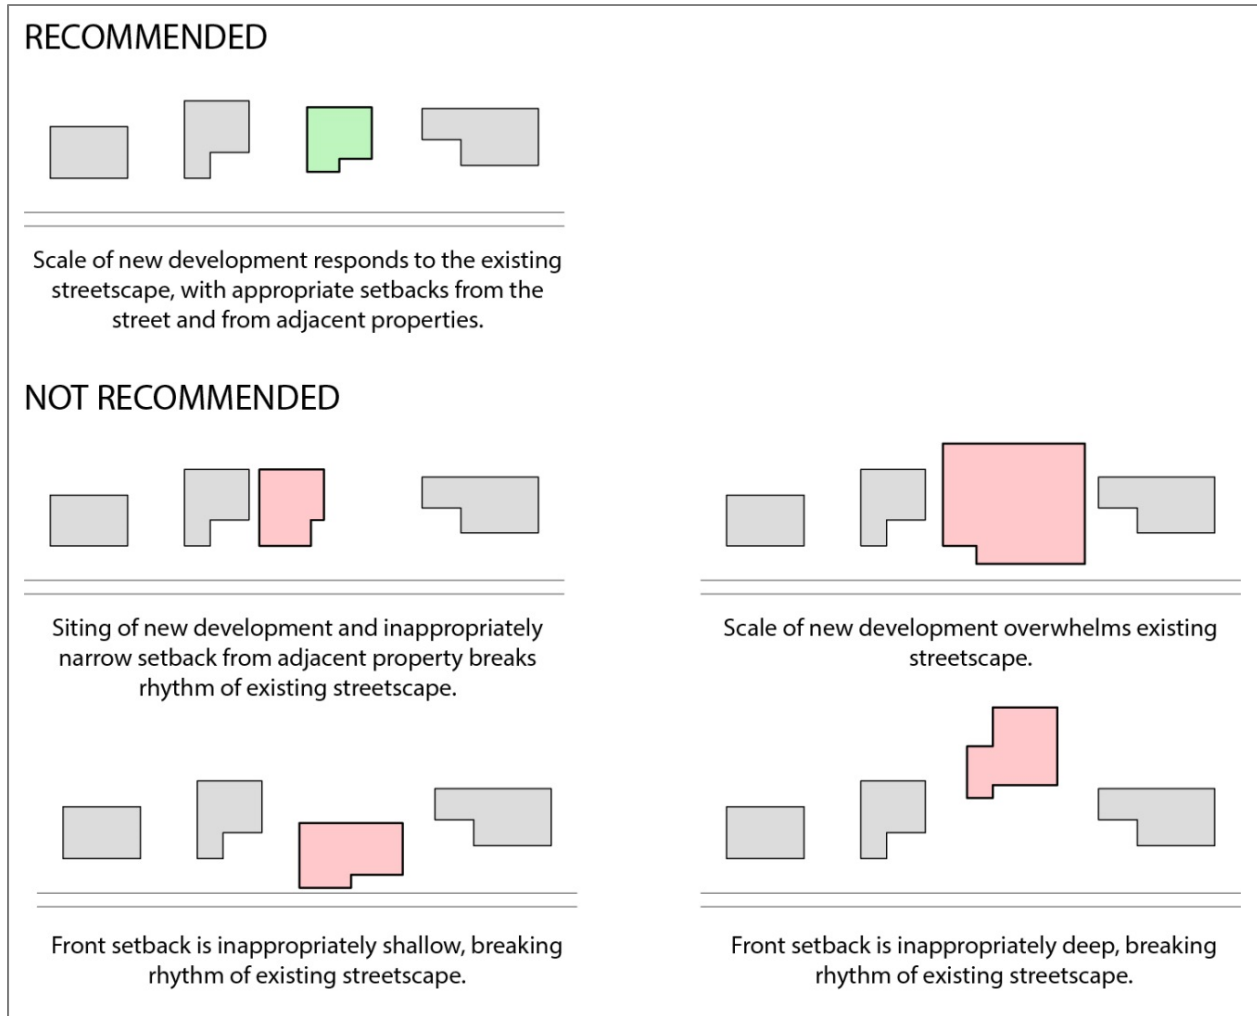 RECOMMENDED
Scale of new development responds to the existing
streetscape, with appropriate setbacks from the
street and from adjacent properties.
NOT RECOMMENDED
Siting of new development and inappropriately
narrow setback from adjacent property breaks
rhythm of existing streetscape.
Scale of new development overwhelms existing
streetscape.
Front setback is inappropriately shallow, breaking
rhythm of existing streetscape.
Front setback is inappropriately deep, breaking
rhythm of existing streetscape.